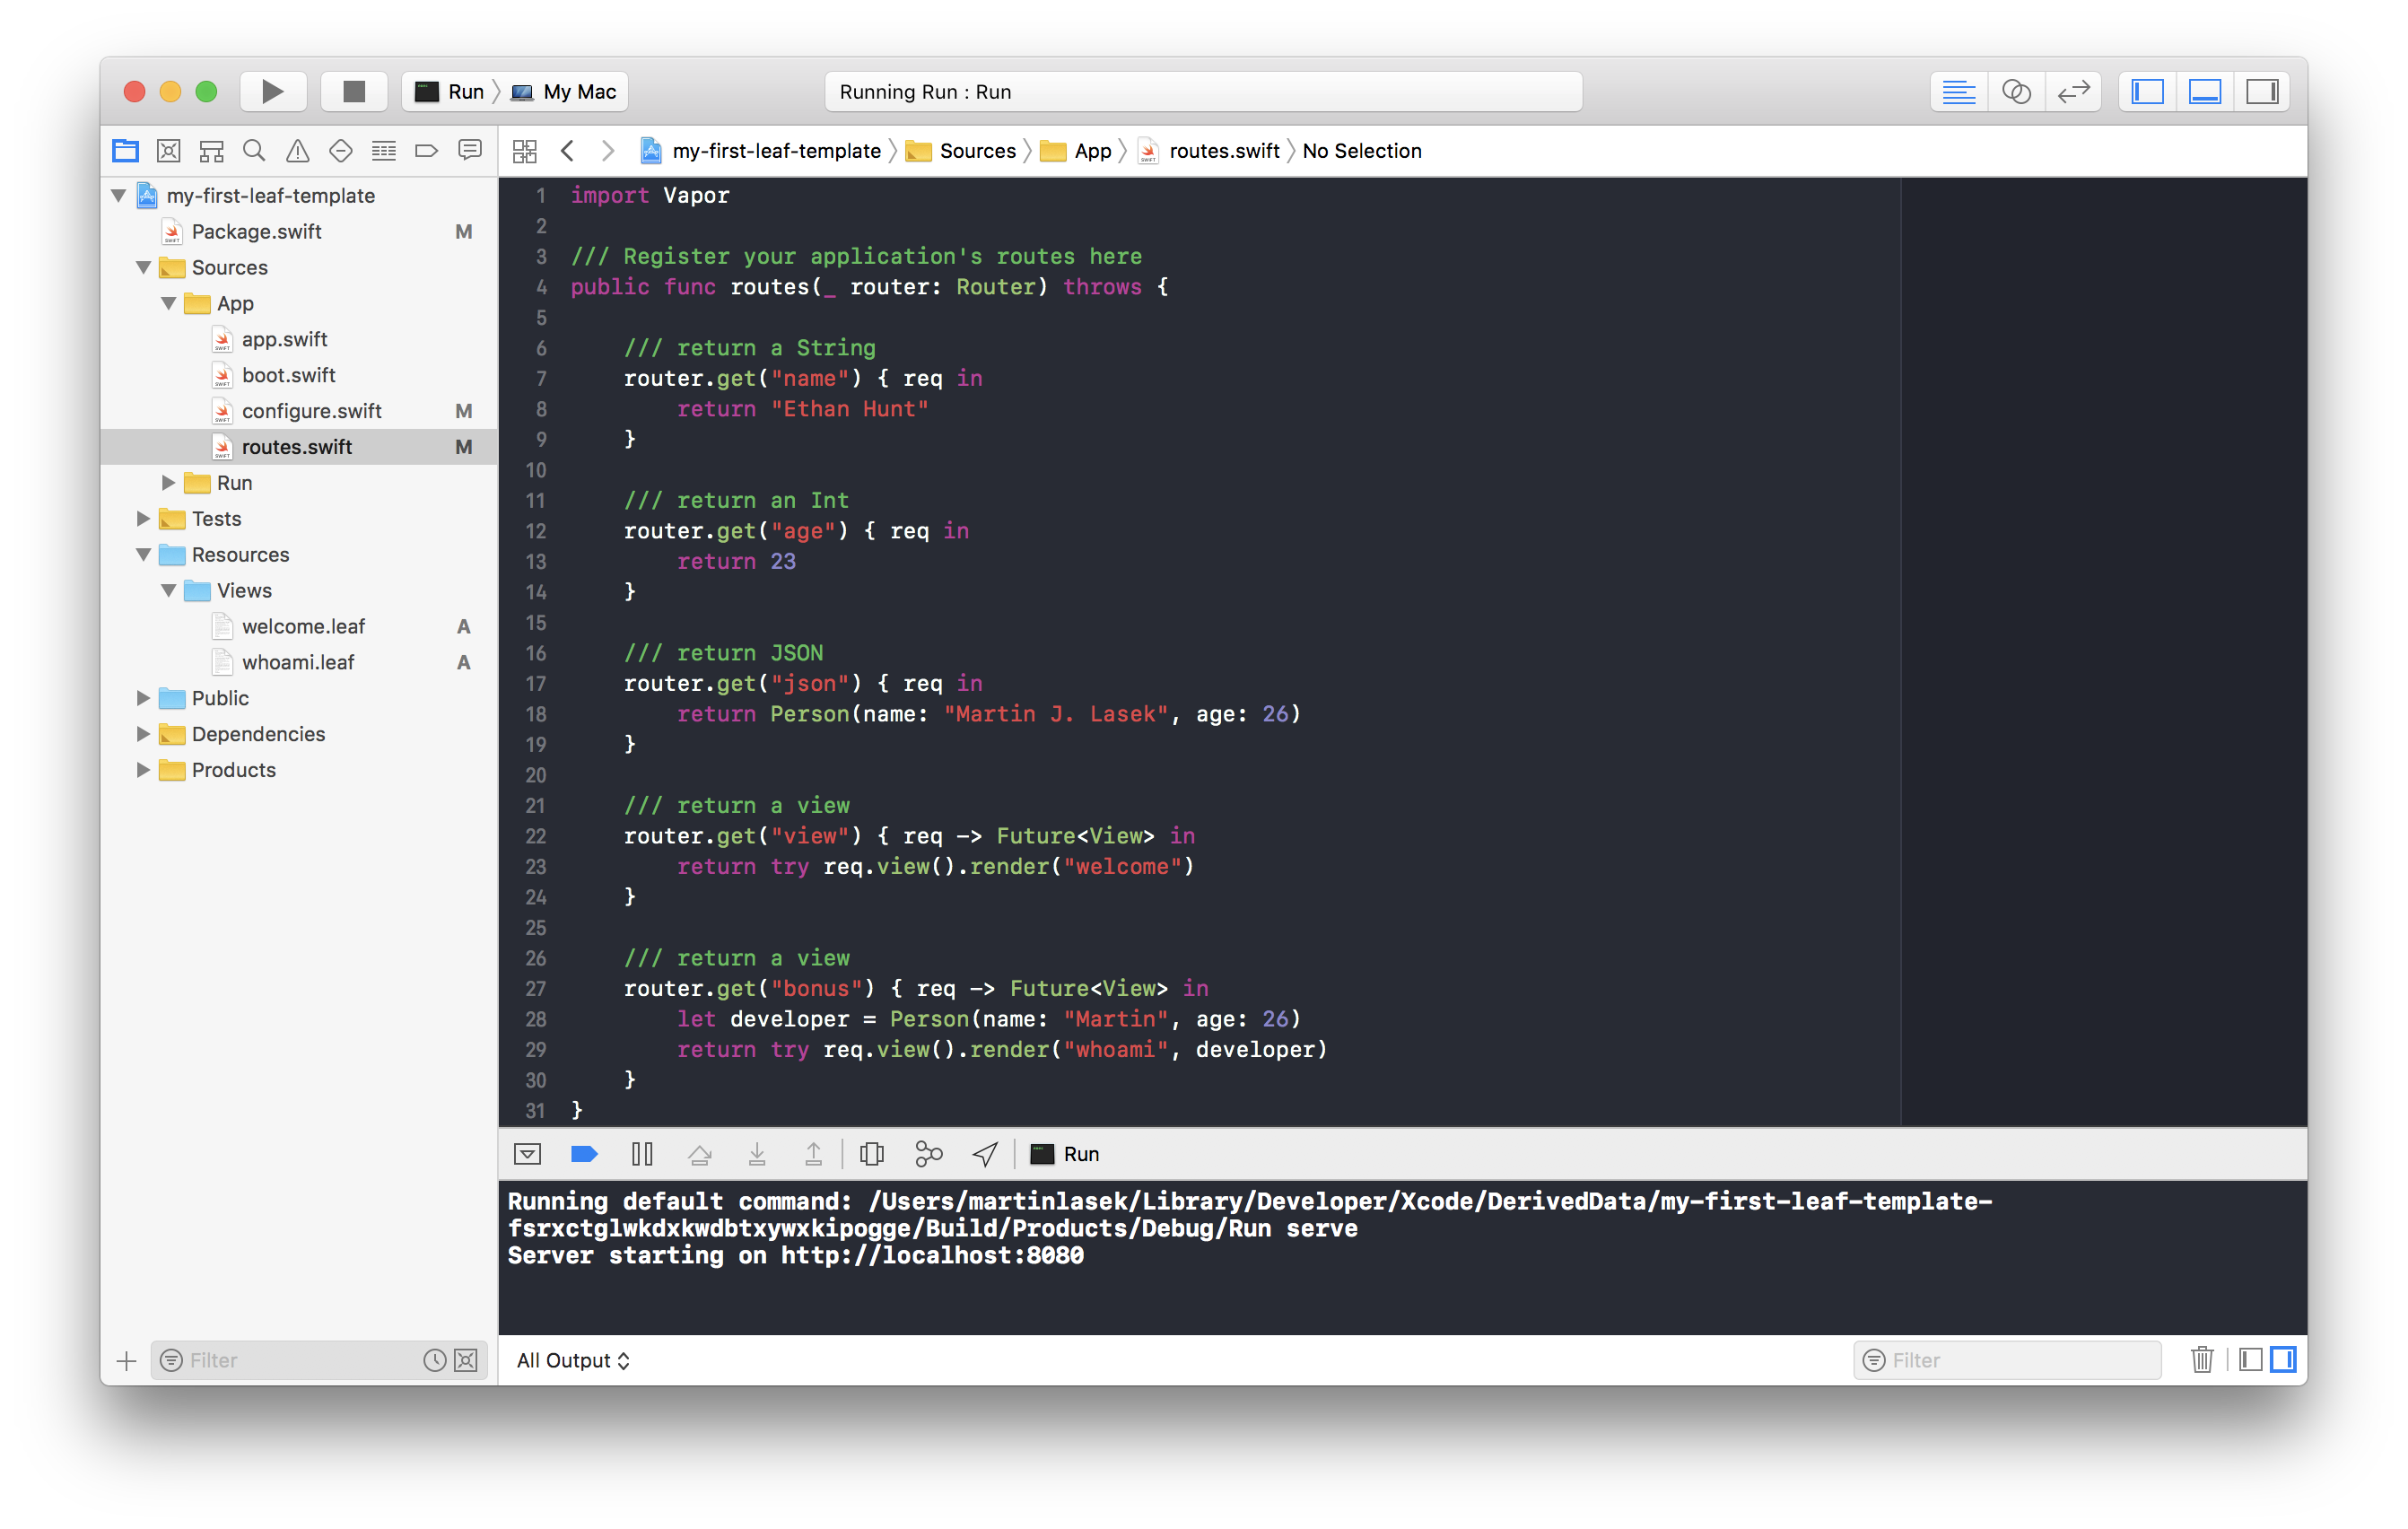 Run
My Mac
Running Run : Run
my-first-leaf-template
Sources
App
routes.swift
No Selection
my-first-leaf-template
Package.swift M
Sources
App
app.swift
boot.swift
configure.swift M
routes.swift M
Run
Tests
Resources
Views
welcome.leaf A
whoami.leaf A
Public
Dependencies
Products
1 import Vapor
2
3 /// Register your application's routes here
4 public func routes(_ router: Router) throws {
5
6 /// return a String
7 router.get("name") { req in
8 return "Ethan Hunt"
9 }
10
11 /// return an Int
12 router.get("age") { req in
13 return 23
14 }
15
16 /// return JSON
17 router.get("json") { req in
18 return Person(name: "Martin J. Lasek", age: 26)
19 }
20
21 /// return a view
22 router.get("view") { req -> Future<View> in
23 return try req.view().render("welcome")
24 }
25
26 /// return a view
27 router.get("bonus") { req -> Future<View> in
28 let developer = Person(name: "Martin", age: 26)
29 return try req.view().render("whoami", developer)
30 }
31 }
Run
Running default command: /Users/martinlasek/Library/Developer/Xcode/DerivedData/my-first-leaf-template-
fsrxctglwkdxkwdbtxywxkipogge/Build/Products/Debug/Run serve
Server starting on http://localhost:8080
Filter
All Output
Filter